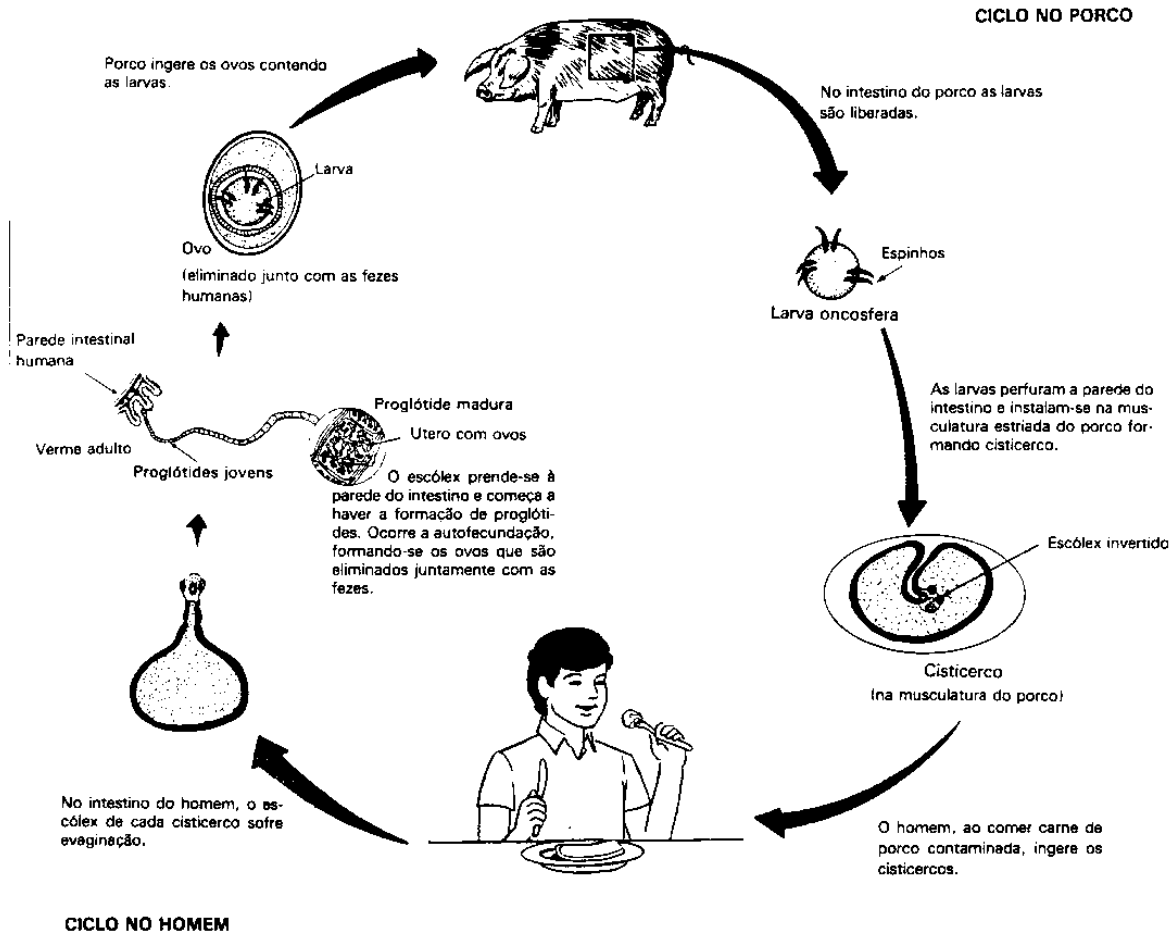 CICLO NO PORCO
Porco ingere os ovos contendo
as larvas.
No intestino do porco as larvas
são liberadas.
Larva
Ovo
(eliminado junto com as fezes
humanas)
Espinhos
Larva oncosfera
Parede intestinal
humana
Verme adulto
Proglótides jovens
Proglótide madura
Utero com ovos
O escólex prende-se à
parede do intestino e começa a
haver a formação de proglóti-
des. Ocorre a autofecundação,
formando-se os ovos que são
eliminados juntamente com as
fezes.
As larvas perfuram a parede do
intestino e instalam-se na mus-
culatura estriada do porco for-
mando cisticerco.
Escólex invertido
Cisticerco
(na musculatura do porco)
O homem, ao comer carne de
porco contaminada, ingere os
cisticercos.
No intestino do homem, o es-
cólex de cada cisticerco sofre
evaginação.
CICLO NO HOMEM